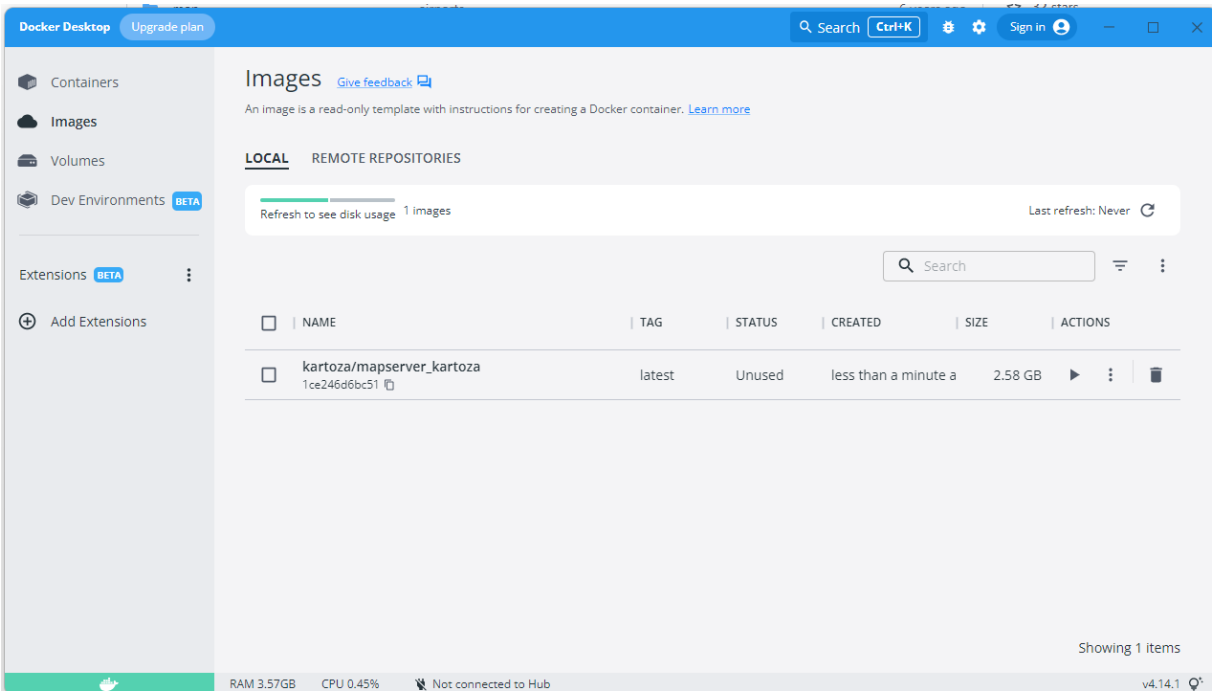 Docker Desktop Upgrade plan Search Ctrl+K Sign in
Containers
Images
Volumes
Dev Environments BETA
Extensions BETA
Add Extensions
Images Give feedback
An image is a read-only template with instructions for creating a Docker container. Learn more
LOCAL REMOTE REPOSITORIES
Refresh to see disk usage 1 images Last refresh: Never
Search
NAME TAG STATUS CREATED SIZE ACTIONS
kartoza/mapserver_kartoza latest Unused less than a minute a 2.58 GB
1ce246d6bc51
Showing 1 items
RAM 3.57GB CPU 0.45% Not connected to Hub v4.14.1